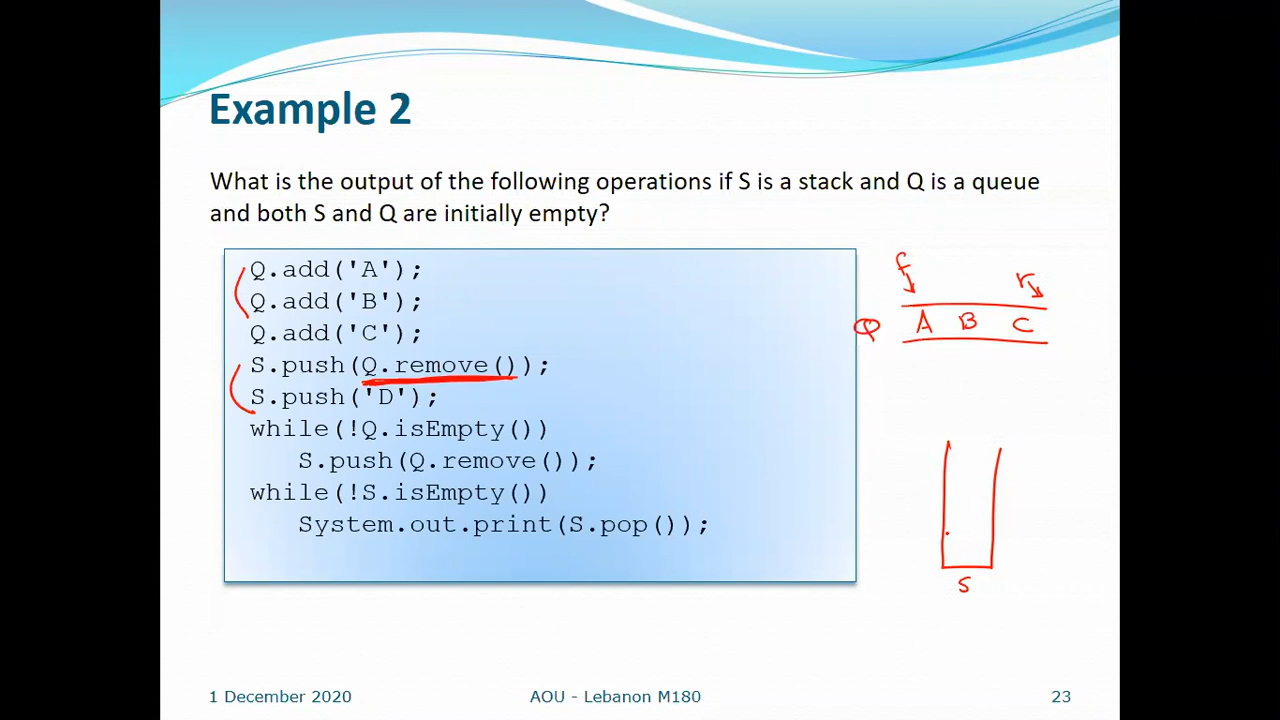 Example 2
What is the output of the following operations if S is a stack and Q is a queue
and both S and Q are initially empty?
Q.add('A');
Q.add('B');
Q.add('C');
S.push(Q.remove());
S.push('D');
while(!Q.isEmpty())
S.push(Q.remove());
while(!S.isEmpty())
System.out.print(S.pop());
f
r
Q A B C
S
1 December 2020 AOU - Lebanon M180 23